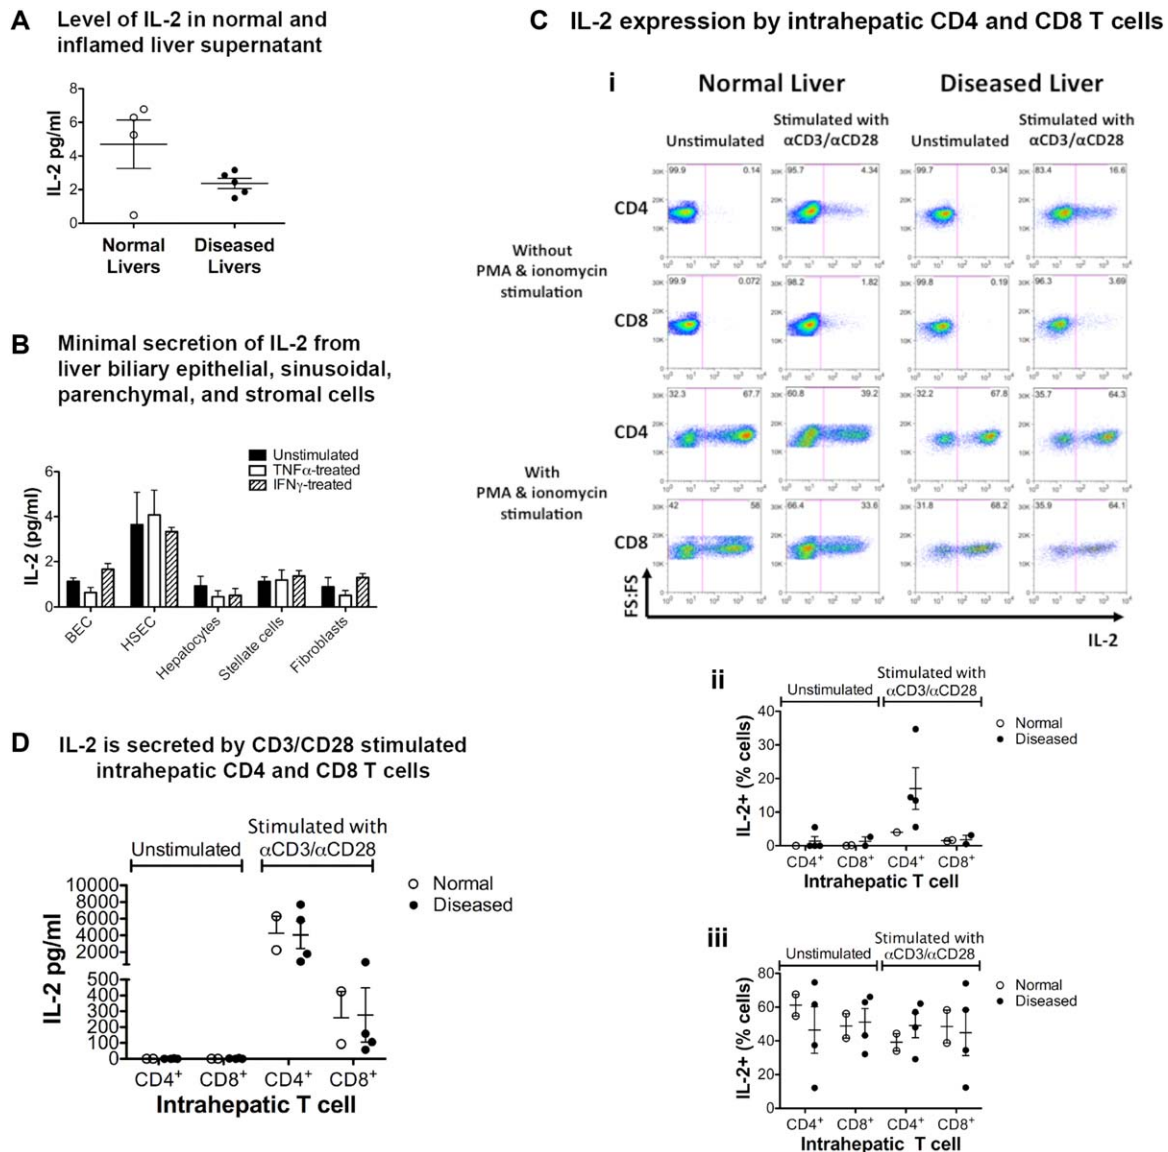 A Level of IL-2 in normal and
inflamed liver supernatant
IL-2 pg/ml
8
6
4
2
0
Normal
Livers
Diseased
Livers
B Minimal secretion of IL-2 from
liver biliary epithelial, sinusoidal,
parenchymal, and stromal cells
Unstimulated
TNFα-treated
IFNγ-treated
IL-2 (pg/ml)
6
4
2
0
BEC
HSEC
Hepatocytes
Stellate cells
Fibroblasts
C IL-2 expression by intrahepatic CD4 and CD8 T cells
i
Normal Liver Diseased Liver
Unstimulated
Stimulated with
αCD3/αCD28
Unstimulated
Stimulated with
αCD3/αCD28
Without
PMA & ionomycin
stimulation
CD4
99.9 0.14
95.7 4.34
99.7 0.34
83.4 16.6
CD8
99.9 0.072
98.2 1.82
99.8 0.19
96.3 3.69
With
PMA & ionomycin
stimulation
CD4
32.3 67.7
60.8 39.2
32.2 67.8
35.7 64.3
CD8
42 58
66.4 33.6
31.8 68.2
35.9 64.1
FS:FS
IL-2
ii
Unstimulated
Stimulated with
αCD3/αCD28
Normal
Diseased
IL-2+ (% cells)
40
30
20
10
0
CD4+ CD8+ CD4+ CD8+
Intrahepatic T cell
iii
Unstimulated
Stimulated with
αCD3/αCD28
Normal
Diseased
IL-2+ (% cells)
80
60
40
20
0
CD4+ CD8+ CD4+ CD8+
Intrahepatic T cell
D IL-2 is secreted by CD3/CD28 stimulated
intrahepatic CD4 and CD8 T cells
Unstimulated
Stimulated with
αCD3/αCD28
Normal
Diseased
IL-2 pg/ml
10000
8000
6000
4000
2000
500
400
300
200
100
0
CD4+ CD8+ CD4+ CD8+
Intrahepatic T cell